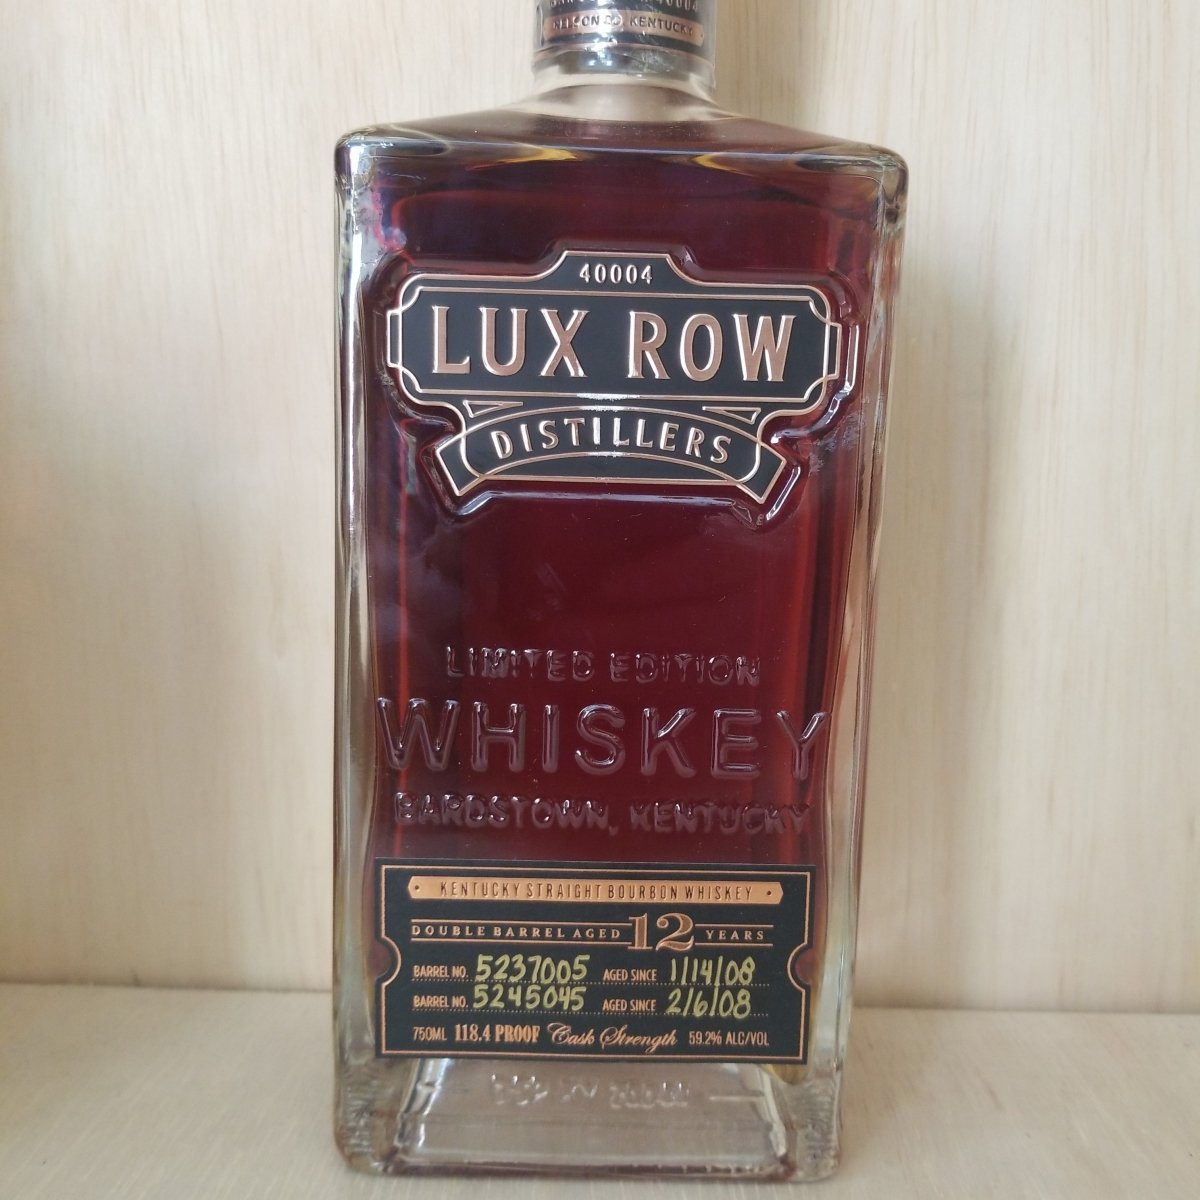 KENTUCKY
40004
LUX ROW
DISTILLERS
LIMITED EDITION
WHISKEY
BARDSTOWN, KENTUCKY
KENTUCKY STRAIGHT BOURBON WHISKEY
DOUBLE BARREL AGED 12 YEARS
BARREL NO. 5237005 AGED SINCE 1/14/08
BARREL NO. 5245045 AGED SINCE 2/6/08
750ML 118.4 PROOF Cask Strength 59.2% ALC/VOL